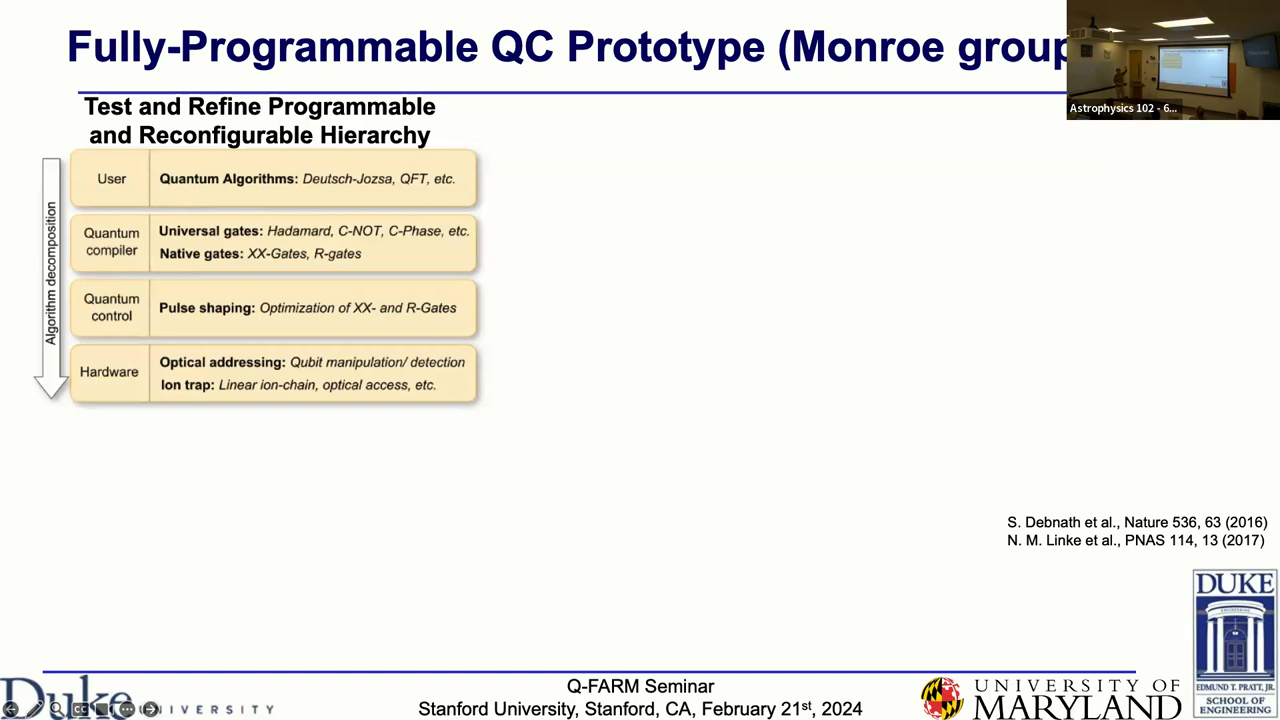 Fully-Programmable QC Prototype (Monroe group
Astrophysics 102 - 6...
Test and Refine Programmable
and Reconfigurable Hierarchy
Algorithm decomposition
User
Quantum Algorithms: Deutsch-Jozsa, QFT, etc.
Quantum
compiler
Universal gates: Hadamard, C-NOT, C-Phase, etc.
Native gates: XX-Gates, R-gates
Quantum
control
Pulse shaping: Optimization of XX- and R-Gates
Hardware
Optical addressing: Qubit manipulation/ detection
Ion trap: Linear ion-chain, optical access, etc.
S. Debnath et al., Nature 536, 63 (2016)
N. M. Linke et al., PNAS 114, 13 (2017)
Duke
UNIVERSITY
Q-FARM Seminar
Stanford University, Stanford, CA, February 21st, 2024
UNIVERSITY OF
MARYLAND
DUKE
ENGINEERING
EDMUND T. PRATT, JR.
SCHOOL OF
ENGINEERING